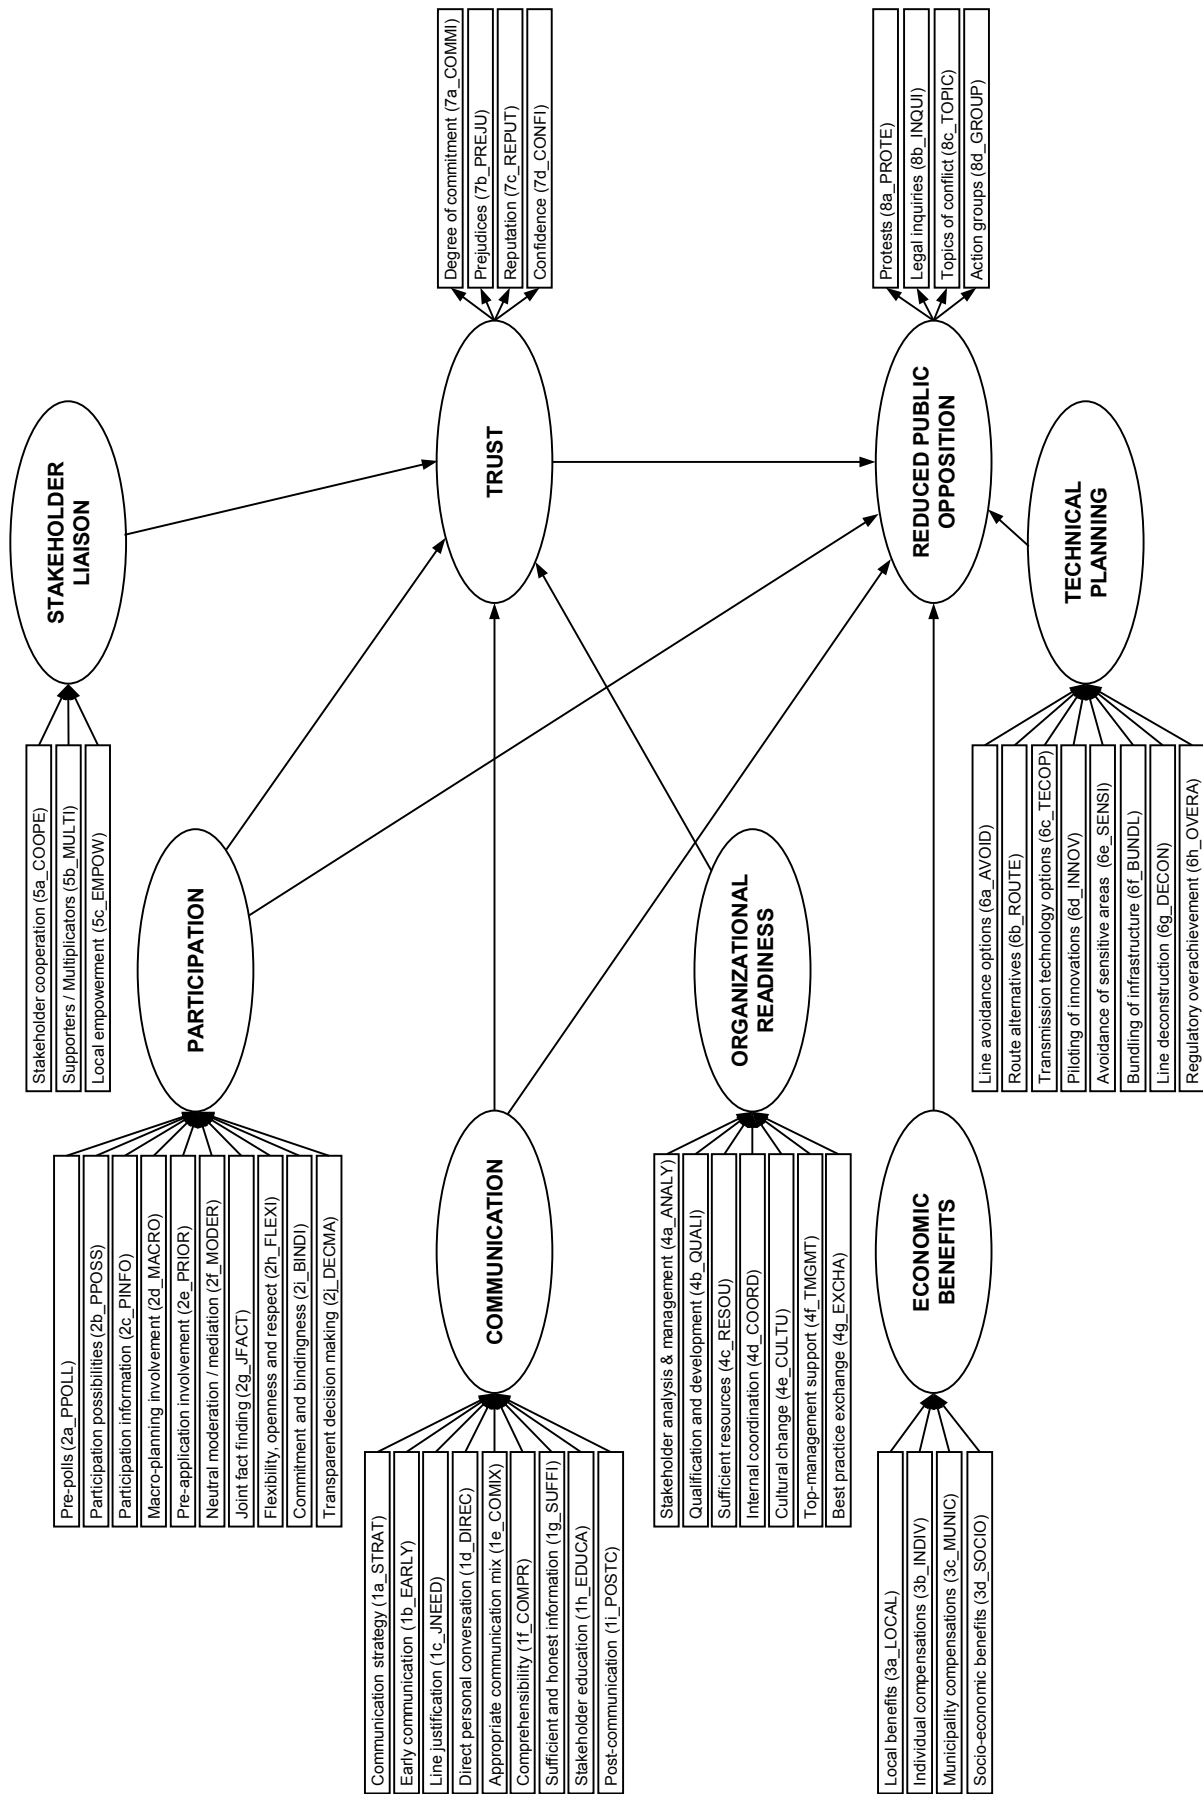 Stakeholder cooperation (5a_COOPE)
Supporters / Multiplicators (5b_MULTI)
Local empowerment (5c_EMPOW)
STAKEHOLDER
LIAISON
Pre-polls (2a_PPOLL)
Participation possibilities (2b_PPOSS)
Participation information (2c_PINFO)
Macro-planning involvement (2d_MACRO)
Pre-application involvement (2e_PRIOR)
Neutral moderation / mediation (2f_MODER)
Joint fact finding (2g_JFACT)
Flexibility, openness and respect (2h_FLEXI)
Commitment and bindingness (2i_BINDI)
Transparent decision making (2j_DECMA)
PARTICIPATION
Communication strategy (1a_STRAT)
Early communication (1b_EARLY)
Line justification (1c_JNEED)
Direct personal conversation (1d_DIREC)
Appropriate communication mix (1e_COMIX)
Comprehensibility (1f_COMPR)
Sufficient and honest information (1g_SUFFI)
Stakeholder education (1h_EDUCA)
Post-communication (1i_POSTC)
COMMUNICATION
TRUST
Degree of commitment (7a_COMMI)
Prejudices (7b_PREJU)
Reputation (7c_REPUT)
Confidence (7d_CONFI)
Stakeholder analysis & management (4a_ANALY)
Qualification and development (4b_QUALI)
Sufficient resources (4c_RESOU)
Internal coordination (4d_COORD)
Cultural change (4e_CULTU)
Top-management support (4f_TMGMT)
Best practice exchange (4g_EXCHA)
ORGANIZATIONAL
READINESS
Local benefits (3a_LOCAL)
Individual compensations (3b_INDIV)
Municipality compensations (3c_MUNIC)
Socio-economic benefits (3d_SOCIO)
ECONOMIC
BENEFITS
REDUCED PUBLIC
OPPOSITION
Protests (8a_PROTE)
Legal inquiries (8b_INQUI)
Topics of conflict (8c_TOPIC)
Action groups (8d_GROUP)
Line avoidance options (6a_AVOID)
Route alternatives (6b_ROUTE)
Transmission technology options (6c_TECOP)
Piloting of innovations (6d_INNOV)
Avoidance of sensitive areas (6e_SENSI)
Bundling of infrastructure (6f_BUNDL)
Line deconstruction (6g_DECON)
Regulatory overachievement (6h_OVERA)
TECHNICAL
PLANNING